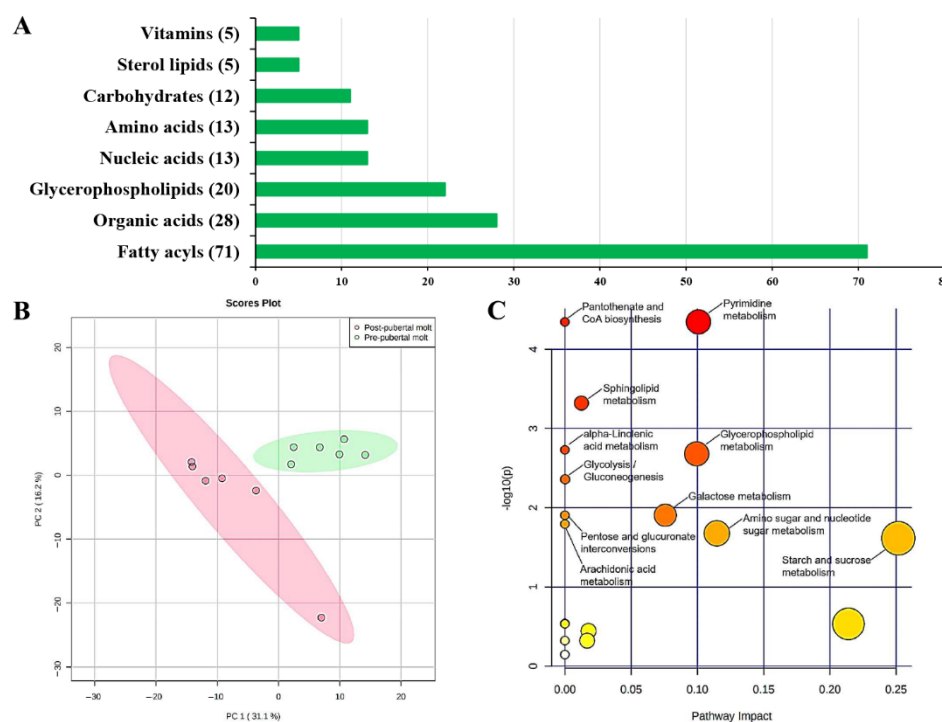 A
Vitamins (5)
Sterol lipids (5)
Carbohydrates (12)
Amino acids (13)
Nucleic acids (13)
Glycerophospholipids (20)
Organic acids (28)
Fatty acyls (71)
0 10 20 30 40 50 60 70 80
B
Scores Plot
Post-pubertal molt
Pre-pubertal molt
PC 2 ( 16.2 %)
20
10
0
−10
−20
−30
−30 −20 −10 0 10 20
PC 1 ( 31.1 %)
C
Pantothenate and
CoA biosynthesis
Pyrimidine
metabolism
Sphingolipid
metabolism
alpha-Linolenic
acid metabolism
Glycerophospholipid
metabolism
Glycolysis /
Gluconeogenesis
Galactose metabolism
Pentose and glucuronate
interconversions
Amino sugar and nucleotide
sugar metabolism
Arachidonic acid
metabolism
Starch and sucrose
metabolism
-log10(p)
4
3
2
1
0
0.00 0.05 0.10 0.15 0.20 0.25
Pathway Impact